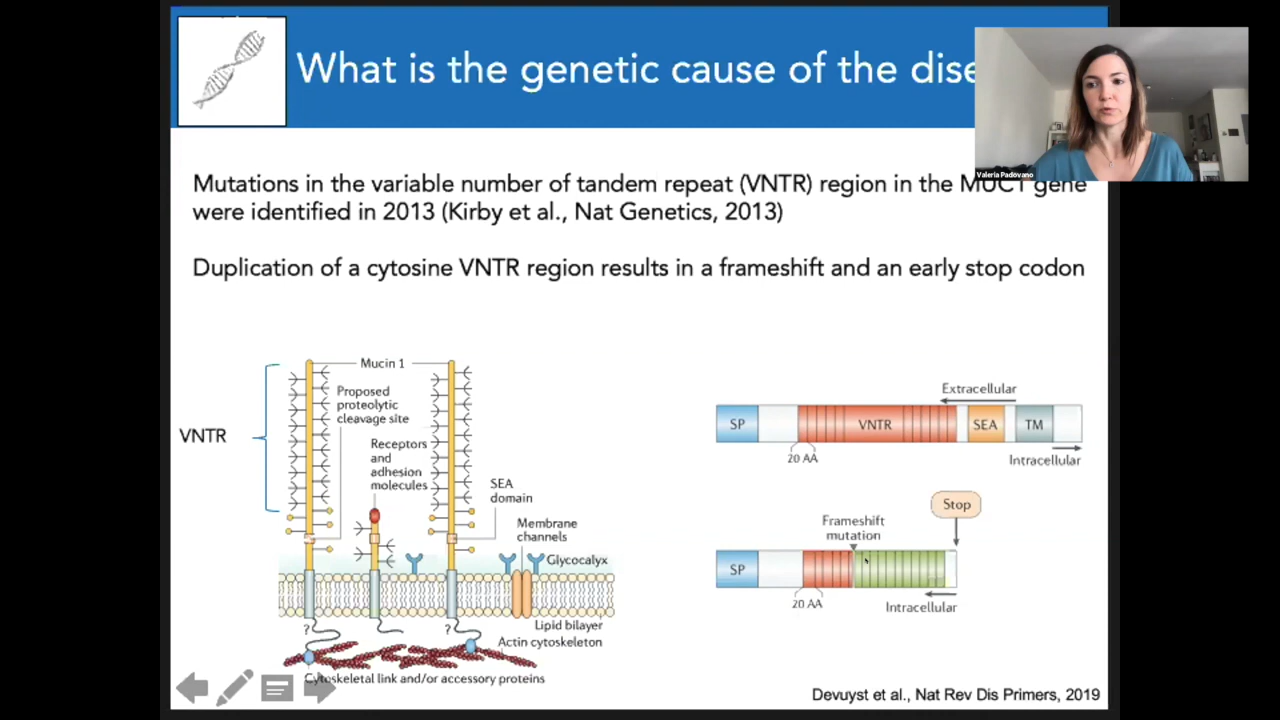 What is the genetic cause of the dise
Valeria Padovano
Mutations in the variable number of tandem repeat (VNTR) region in the MUC1 gene
were identified in 2013 (Kirby et al., Nat Genetics, 2013)
Duplication of a cytosine VNTR region results in a frameshift and an early stop codon
Mucin 1
Proposed
proteolytic
cleavage site
VNTR
Receptors
and
adhesion
molecules
SEA
domain
Membrane
channels
Glycocalyx
Lipid bilayer
? ?
Actin cytoskeleton
Cytoskeletal link and/or accessory proteins
Extracellular
SP VNTR SEA TM
20 AA
Intracellular
Stop
Frameshift
mutation
SP
20 AA
Intracellular
Devuyst et al., Nat Rev Dis Primers, 2019